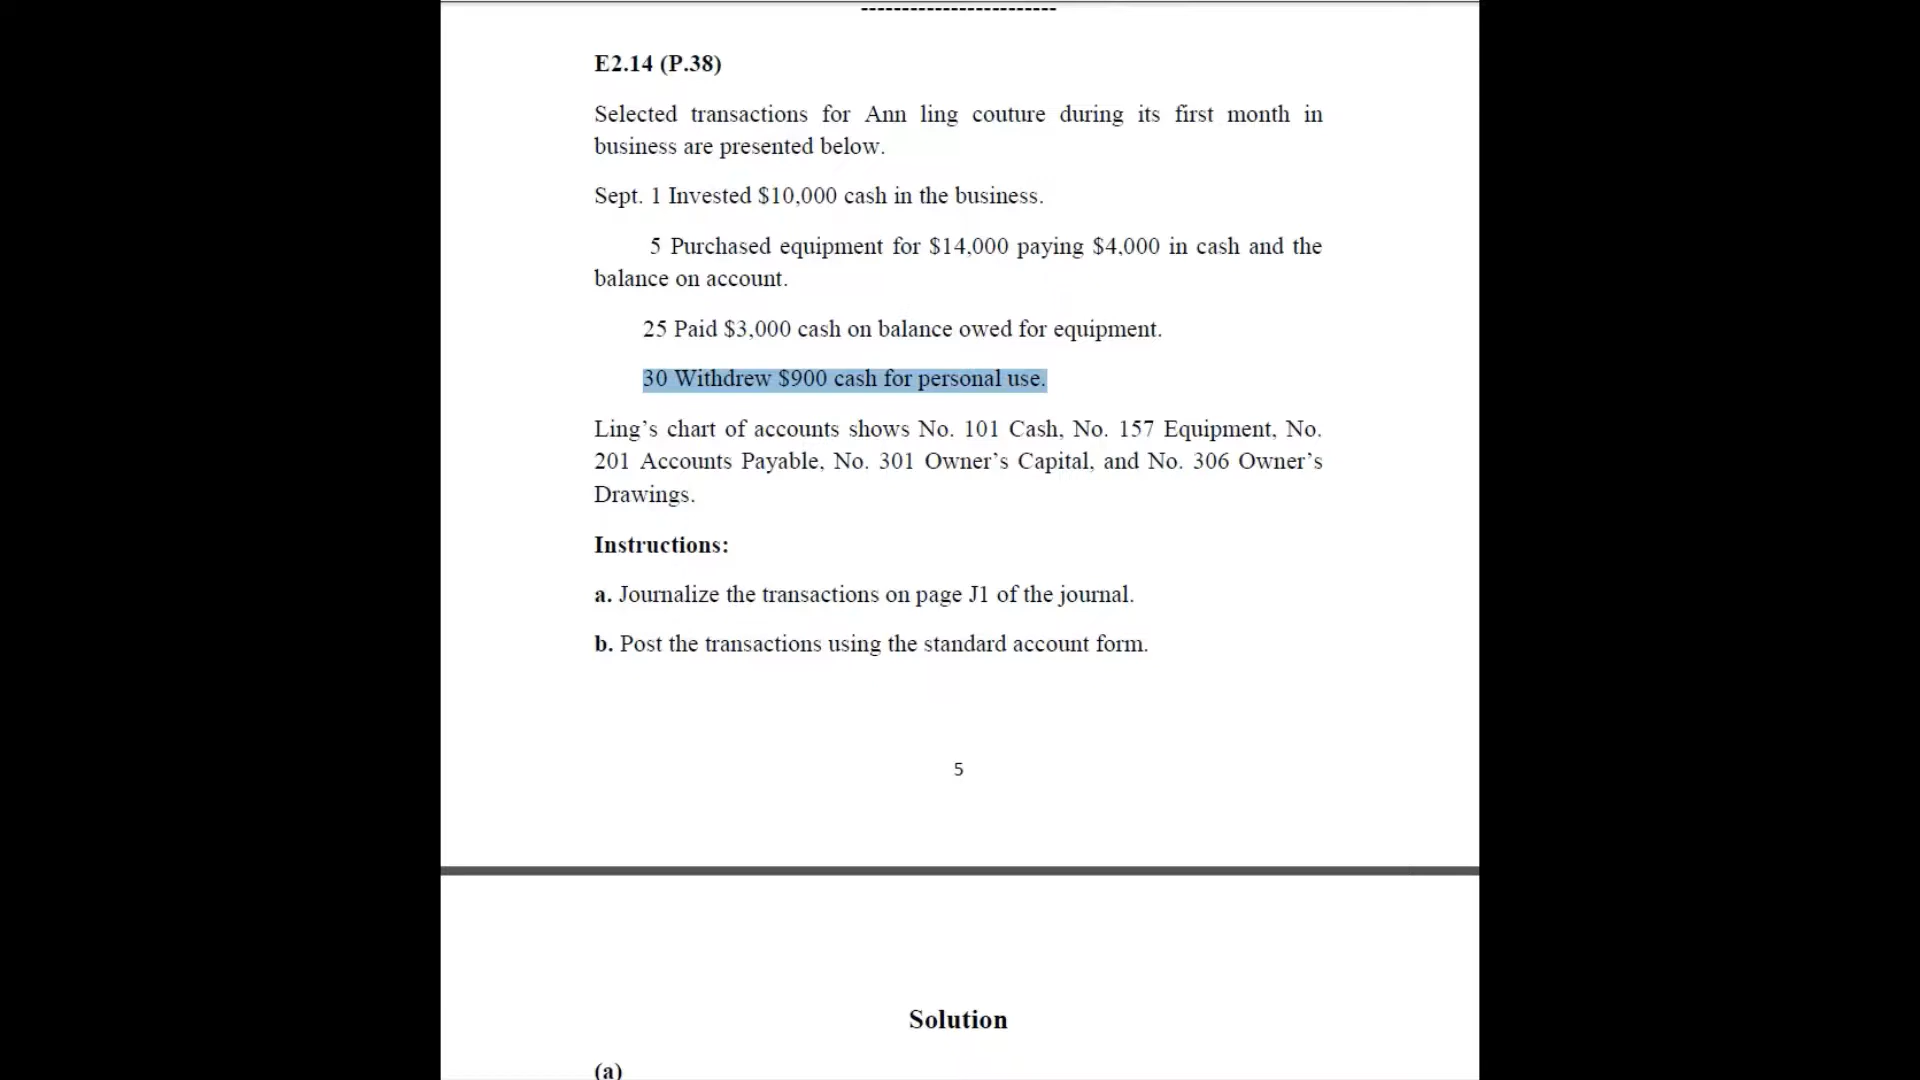 ------------------------
E2.14 (P.38)
Selected transactions for Ann ling couture during its first month in
business are presented below.
Sept. 1 Invested $10,000 cash in the business.
5 Purchased equipment for $14,000 paying $4,000 in cash and the
balance on account.
25 Paid $3,000 cash on balance owed for equipment.
30 Withdrew $900 cash for personal use.
Ling’s chart of accounts shows No. 101 Cash, No. 157 Equipment, No.
201 Accounts Payable, No. 301 Owner’s Capital, and No. 306 Owner’s
Drawings.
Instructions:
a. Journalize the transactions on page J1 of the journal.
b. Post the transactions using the standard account form.
5
Solution
(a)